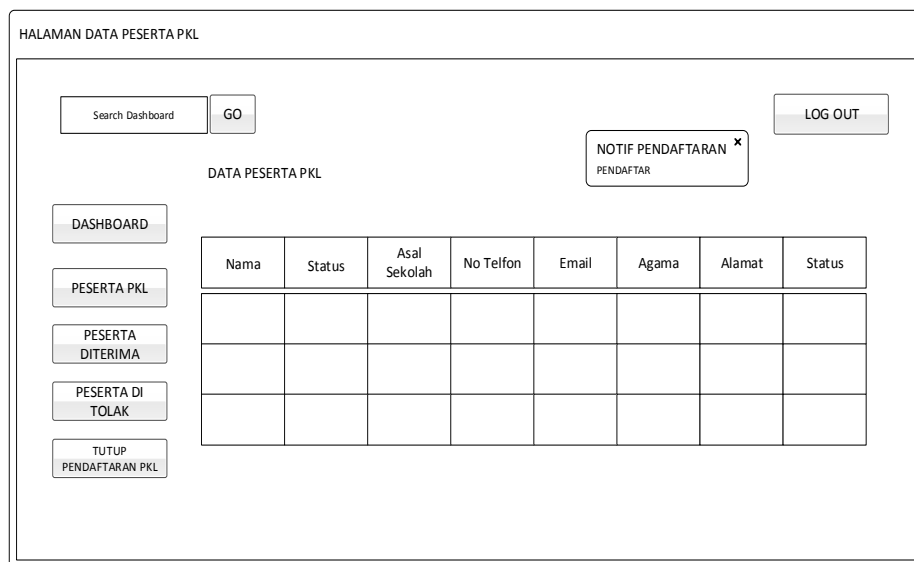 HALAMAN DATA PESERTA PKL
Search Dashboard
GO
LOG OUT
NOTIF PENDAFTARAN
PENDAFTAR
DATA PESERTA PKL
DASHBOARD
PESERTA PKL
PESERTA
DITERIMA
PESERTA DI
TOLAK
TUTUP
PENDAFTARAN PKL
Nama
Status
Asal
Sekolah
No Telfon
Email
Agama
Alamat
Status